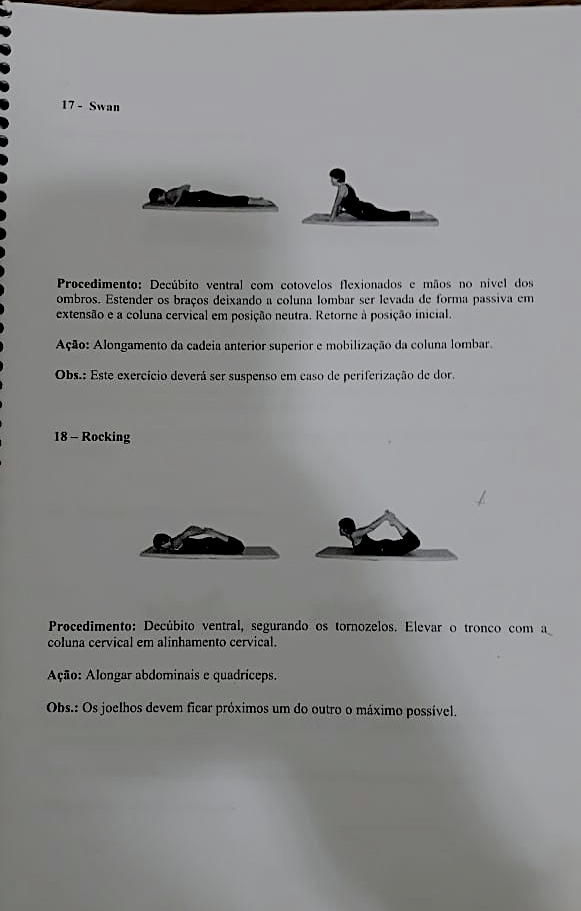 17 - Swan
Procedimento: Decúbito ventral com cotovelos flexionados e mãos no nivel dos
ombros. Estender os braços deixando a coluna lombar ser levada de forma passiva em
extensão e a coluna cervical em posição neutra. Retorne à posição inicial.
Ação: Alongamento da cadeia anterior superior e mobilização da coluna lombar.
Obs.: Este exercicio deverá ser suspenso em caso de periferização de dor.
18 – Rocking
Procedimento: Decúbito ventral, segurando os tornozelos. Elevar o tronco com a
coluna cervical em alinhamento cervical.
Ação: Alongar abdominais e quadríceps.
Obs.: Os joelhos devem ficar próximos um do outro o máximo possível.